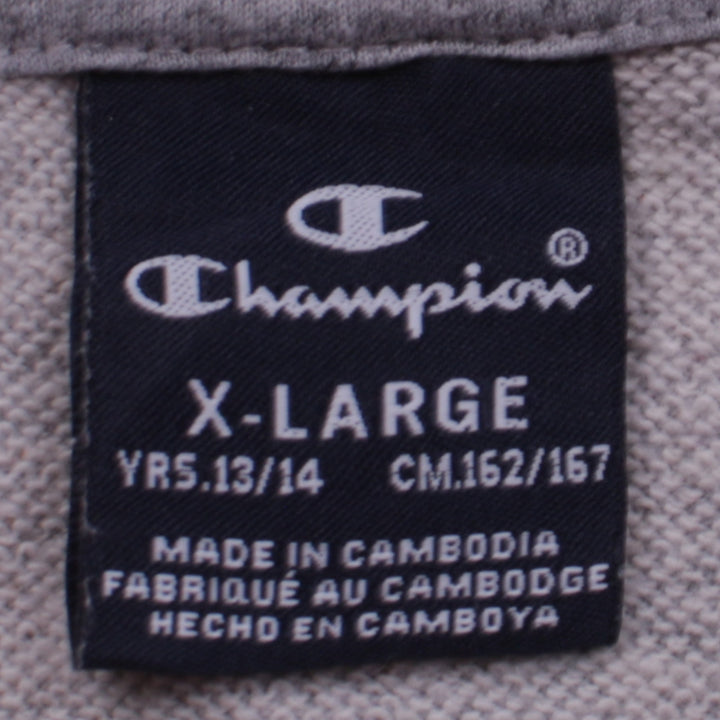 Champion®
X-LARGE
YRS.13/14 CM.162/167
MADE IN CAMBODIA
FABRIQUÉ AU CAMBODGE
HECHO EN CAMBOYA